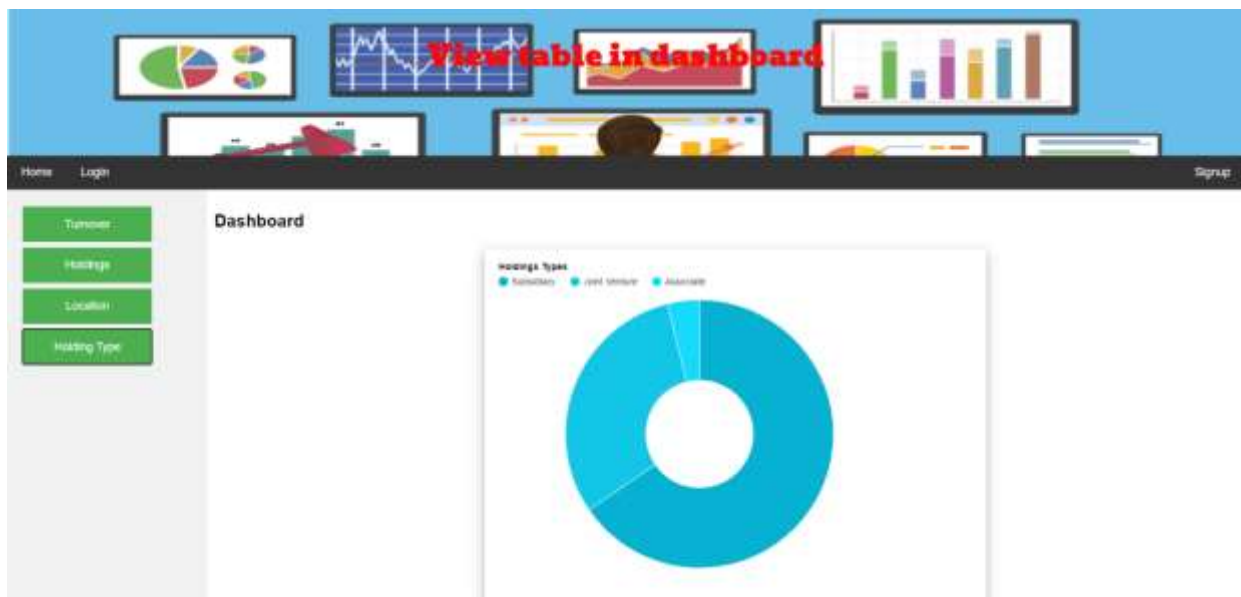 View table in dashboard
Home Login Signup
Turnover
Holdings
Location
Holding Type
Dashboard
Holdings Types
Subsidiary Joint Venture Associate